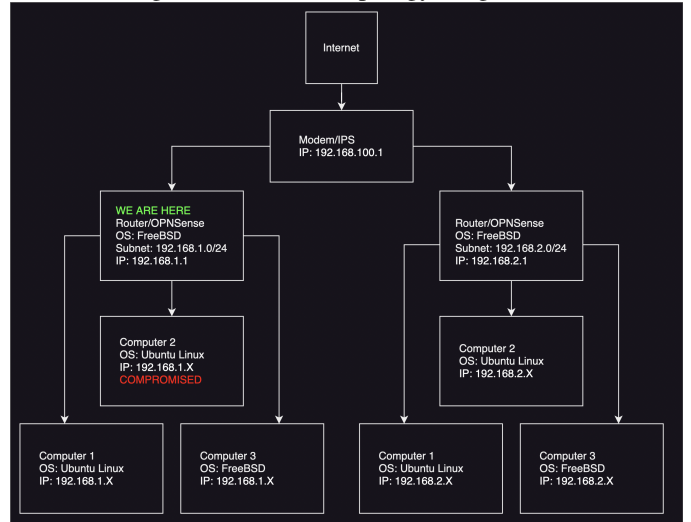 Internet
Modem/IPS
IP: 192.168.100.1
WE ARE HERE
Router/OPNSense
OS: FreeBSD
Subnet: 192.168.1.0/24
IP: 192.168.1.1
Router/OPNSense
OS: FreeBSD
Subnet: 192.168.2.0/24
IP: 192.168.2.1
Computer 2
OS: Ubuntu Linux
IP: 192.168.1.X
COMPROMISED
Computer 2
OS: Ubuntu Linux
IP: 192.168.2.X
Computer 1
OS: Ubuntu Linux
IP: 192.168.1.X
Computer 3
OS: FreeBSD
IP: 192.168.1.X
Computer 1
OS: Ubuntu Linux
IP: 192.168.2.X
Computer 3
OS: FreeBSD
IP: 192.168.2.X